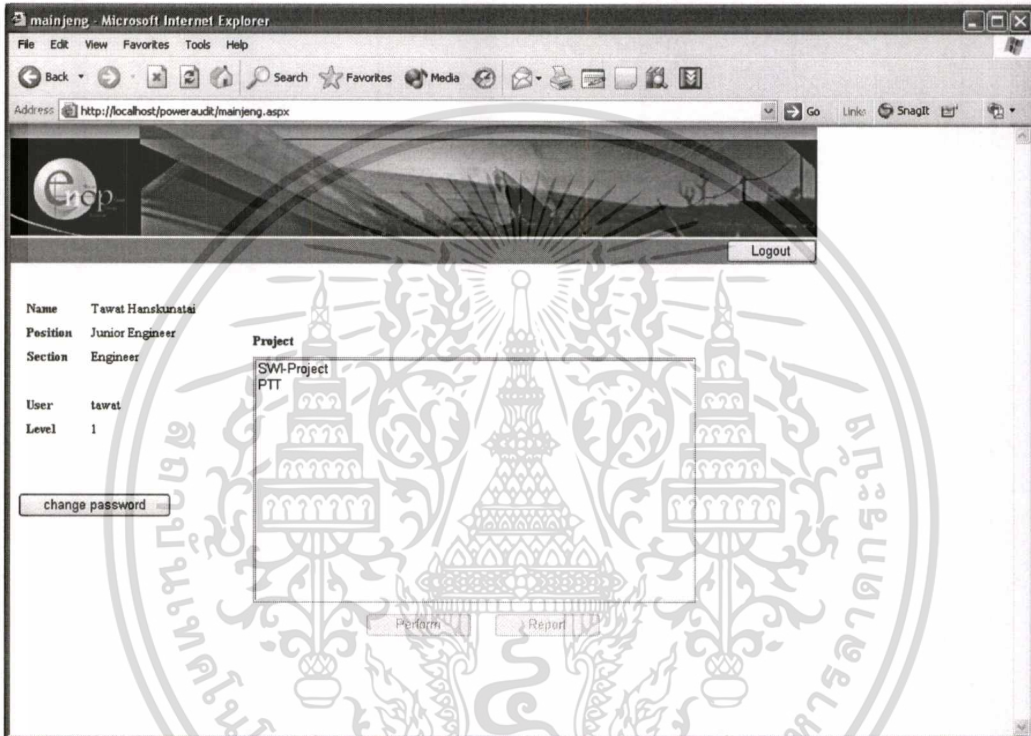 mainjeng - Microsoft Internet Explorer
File Edit View Favorites Tools Help
Back Search Favorites Media
Address http://localhost/poweraudit/mainjeng.aspx Go Links SnagIt
Logout
Name Tawat Hanskunatai
Position Junior Engineer
Section Engineer
User tawat
Level 1
change password
Project
SWI-Project
PTT
Perform Report